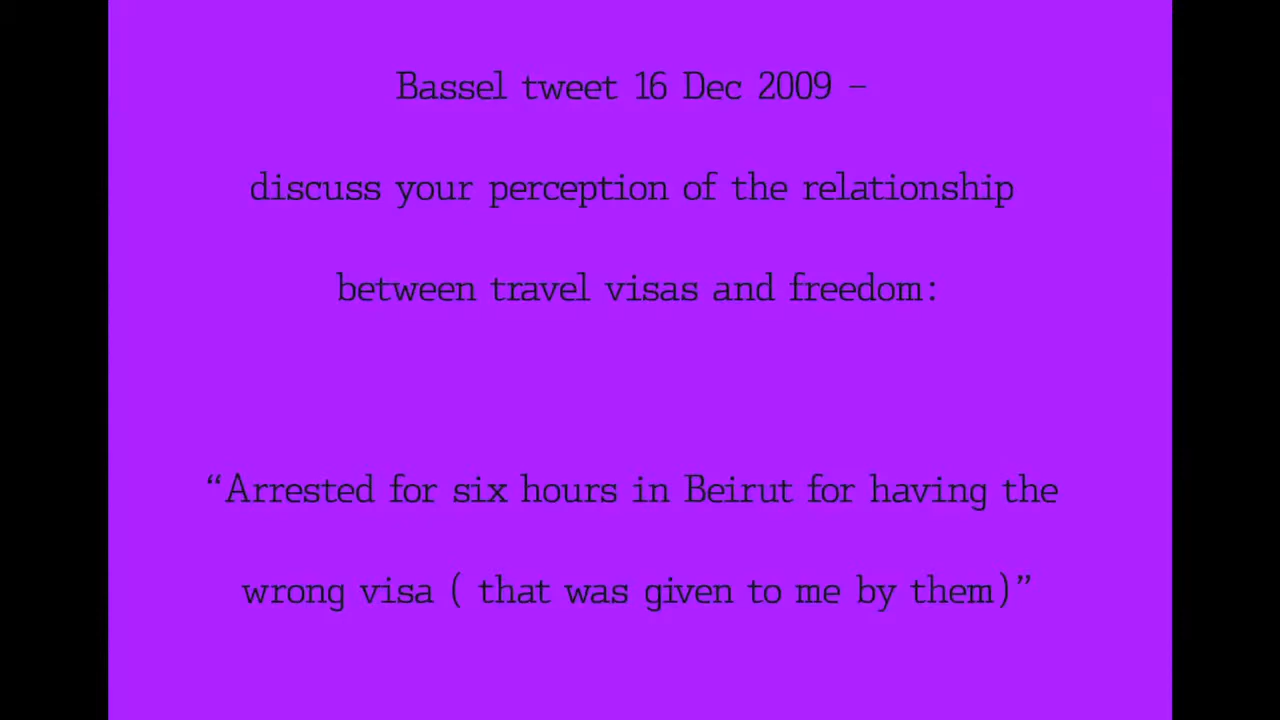 Bassel tweet 16 Dec 2009 –
discuss your perception of the relationship
between travel visas and freedom:
“Arrested for six hours in Beirut for having the
wrong visa ( that was given to me by them)”